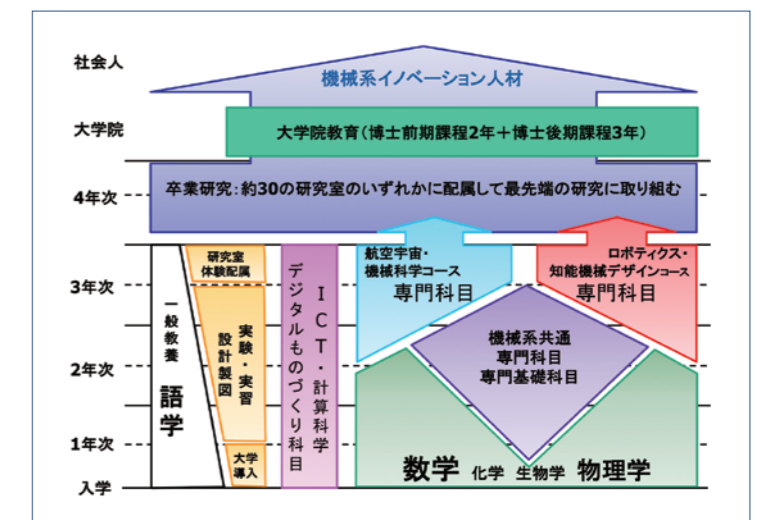 社会人
機械系イノベーション人材
大学院
大学院教育(博士前期課程2年+博士後期課程3年)
4年次
卒業研究:約30の研究室のいずれかに配属して最先端の研究に取り組む
3年次
2年次
1年次
入学
一般教養
語学
研究室
体験配属
実験・実習
設計製図
大学
導入
ICT・計算科学
デジタルものづくり科目
航空宇宙・
機械科学コース
専門科目
ロボティクス・
知能機械デザインコース
専門科目
機械系共通
専門科目
専門基礎科目
数学 化学 生物学 物理学